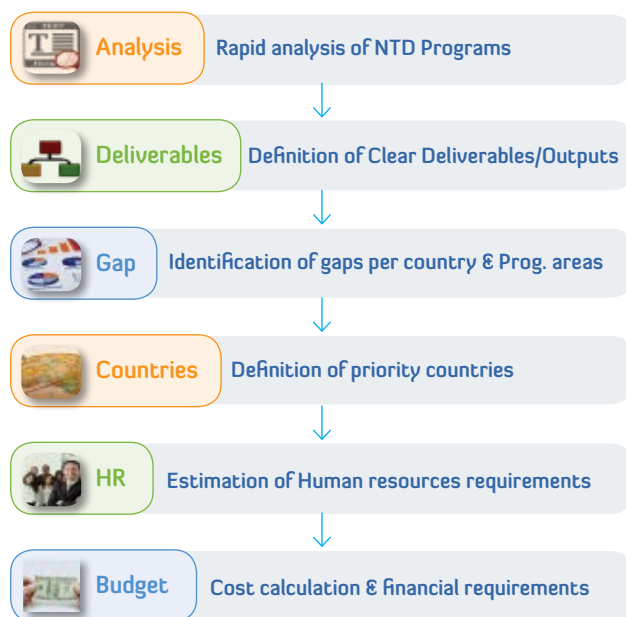 Analysis Rapid analysis of NTD Programs
Deliverables Definition of Clear Deliverables/Outputs
Gap Identification of gaps per country & Prog. areas
Countries Definition of priority countries
HR Estimation of Human resources requirements
Budget Cost calculation & financial requirements